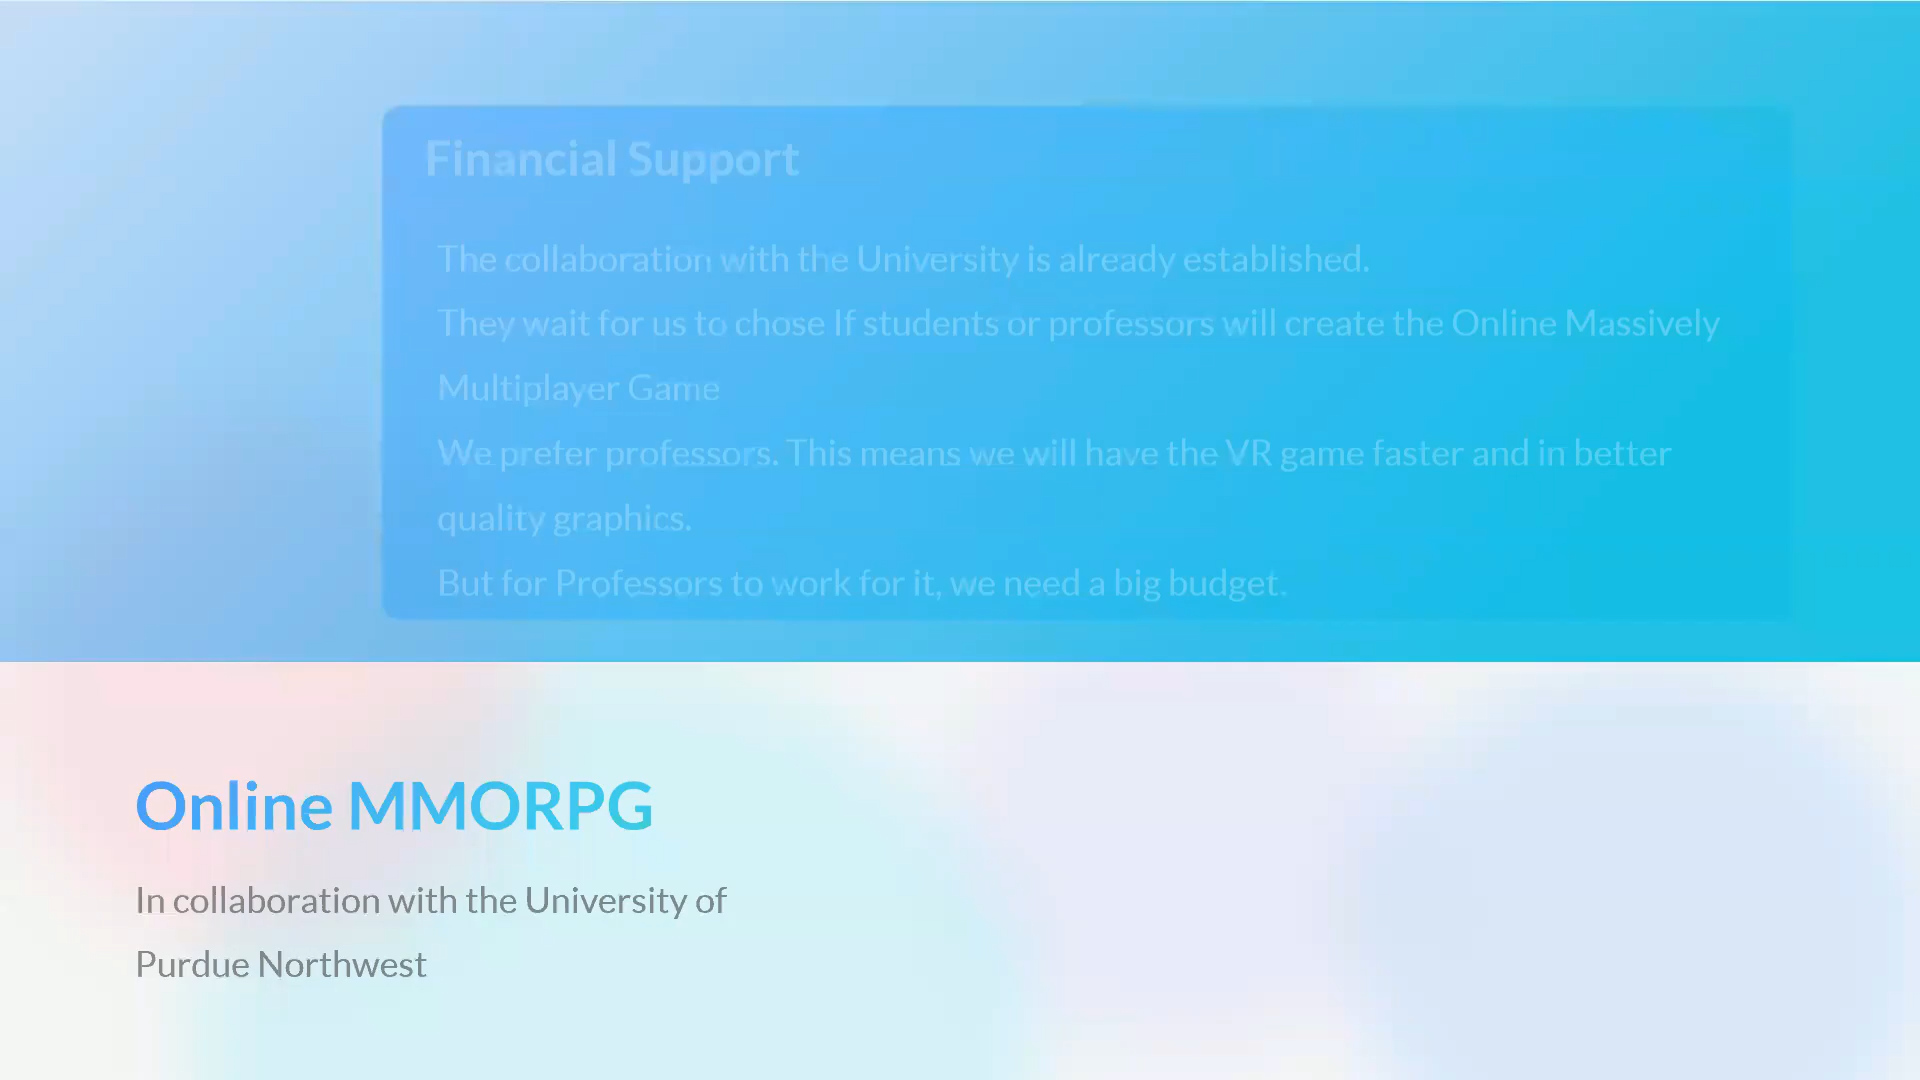 Financial Support
The collaboration with the University is already established.
They wait for us to chose If students or professors will create the Online Massively
Multiplayer Game
We prefer professors. This means we will have the VR game faster and in better
quality graphics.
But for Professors to work for it, we need a big budget.
Online MMORPG
In collaboration with the University of
Purdue Northwest